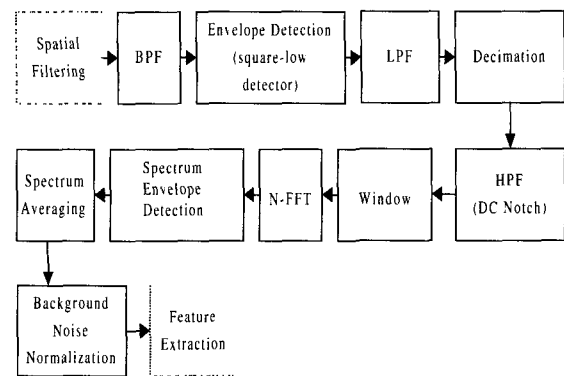 Spatial
Filtering
BPF
Envelope Detection
(square-low
detector)
LPF
Decimation
Spectrum
Averaging
Spectrum
Envelope
Detection
N-FFT
Window
HPF
(DC Notch)
Background
Noise
Normalization
Feature
Extraction